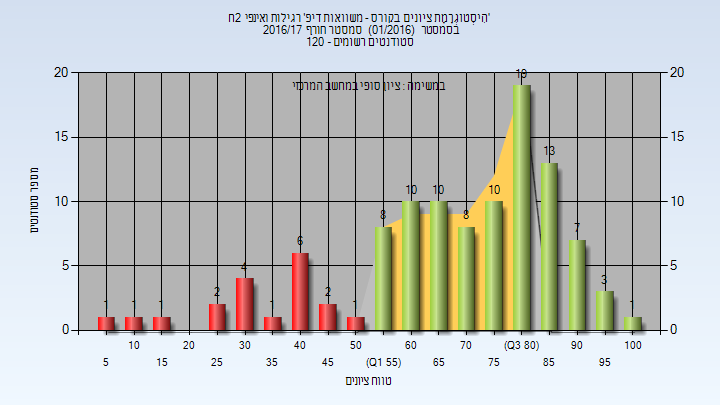 היסטוגרמת ציונים בקורס - משוואות דיפ' רגילות ואינפי 2ח'
בסמסטר (01/2016) סמסטר חורף 2016/17
סטודנטים רשומים - 120
במשימה : ציון סופי במחשב המרכזי
מספר סטודנטים
20 15 10 5 0
20 15 10 5 0
1 1 1 2 4 1 6 2 1 8 10 10 8 10 19 13 7 3 1
10 20 30 40 50 60 70 (Q3 80) 90 100
5 15 25 35 45 (Q1 55) 65 75 85 95
טווח ציונים